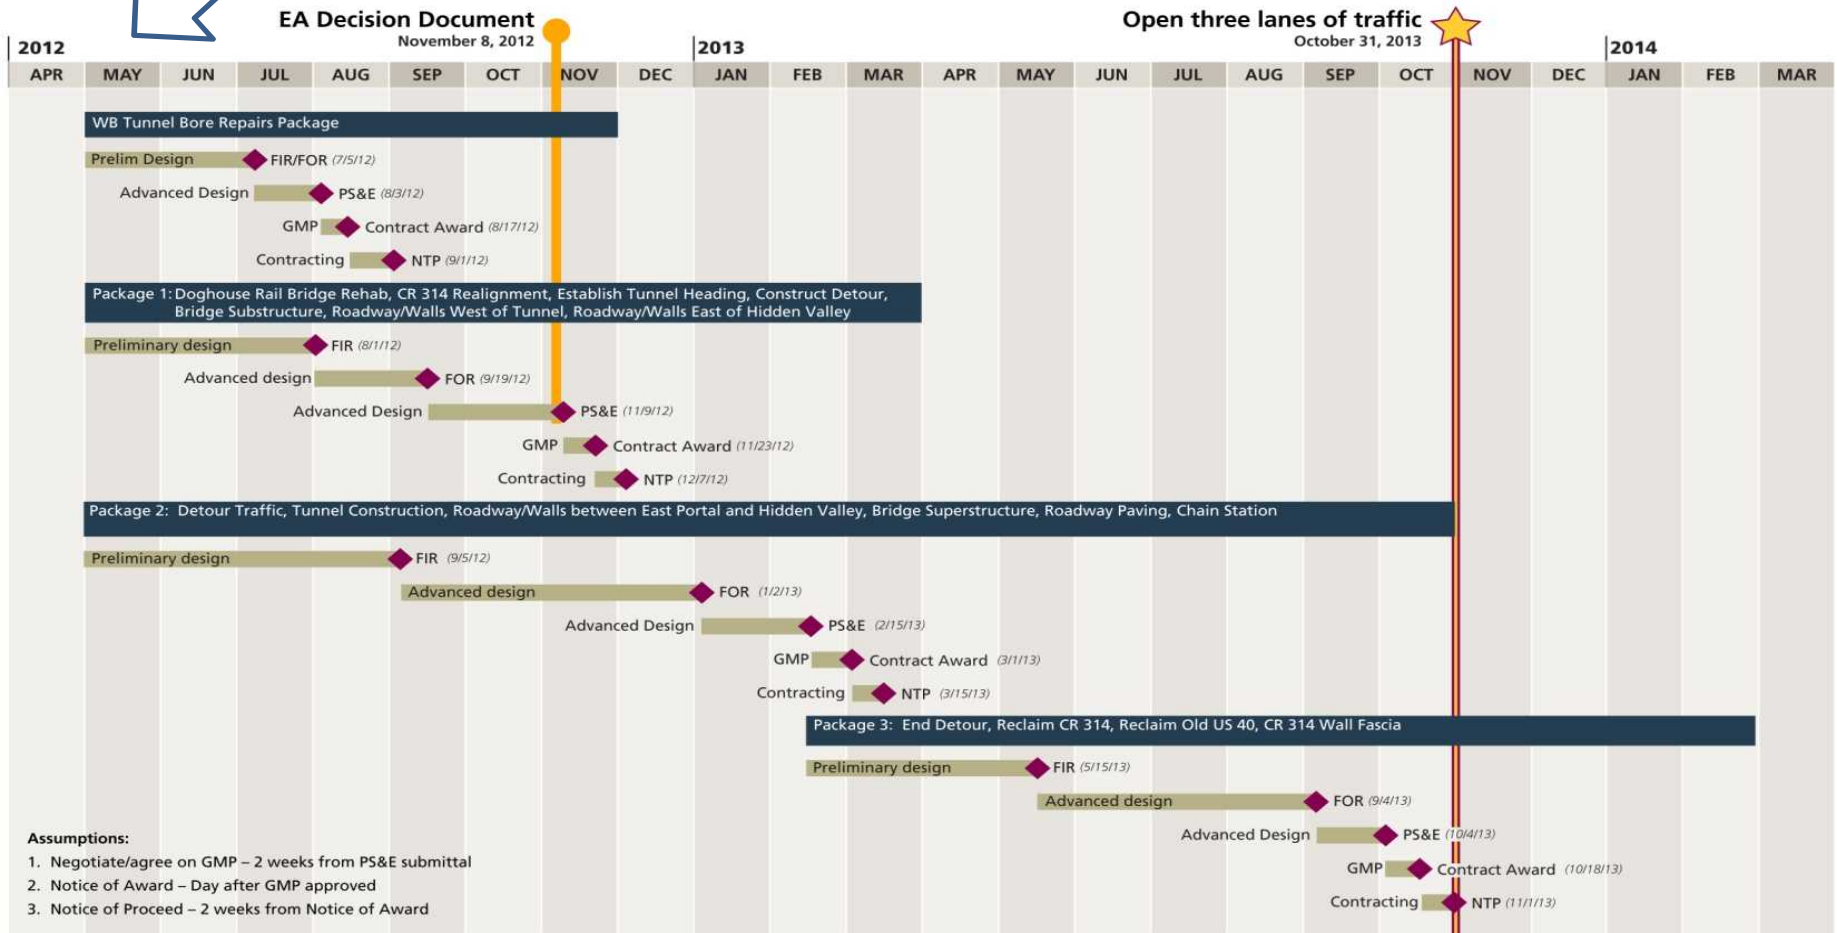 EA Decision Document
November 8, 2012
Open three lanes of traffic
October 31, 2013
2012
2013
2014
APR MAY JUN JUL AUG SEP OCT NOV DEC JAN FEB MAR APR MAY JUN JUL AUG SEP OCT NOV DEC JAN FEB MAR
WB Tunnel Bore Repairs Package
Prelim Design FIR/FOR (7/5/12)
Advanced Design PS&E (8/3/12)
GMP Contract Award (8/17/12)
Contracting NTP (9/1/12)
Package 1: Doghouse Rail Bridge Rehab, CR 314 Realignment, Establish Tunnel Heading, Construct Detour,
Bridge Substructure, Roadway/Walls West of Tunnel, Roadway/Walls East of Hidden Valley
Preliminary design FIR (8/1/12)
Advanced design FOR (9/19/12)
Advanced Design PS&E (11/9/12)
GMP Contract Award (11/23/12)
Contracting NTP (12/7/12)
Package 2: Detour Traffic, Tunnel Construction, Roadway/Walls between East Portal and Hidden Valley, Bridge Superstructure, Roadway Paving, Chain Station
Preliminary design FIR (9/5/12)
Advanced design FOR (1/2/13)
Advanced Design PS&E (2/15/13)
GMP Contract Award (3/1/13)
Contracting NTP (3/15/13)
Package 3: End Detour, Reclaim CR 314, Reclaim Old US 40, CR 314 Wall Fascia
Preliminary design FIR (5/15/13)
Advanced design FOR (9/4/13)
Advanced Design PS&E (10/4/13)
GMP Contract Award (10/18/13)
Contracting NTP (11/1/13)
Assumptions:
1. Negotiate/agree on GMP – 2 weeks from PS&E submittal
2. Notice of Award – Day after GMP approved
3. Notice of Proceed – 2 weeks from Notice of Award